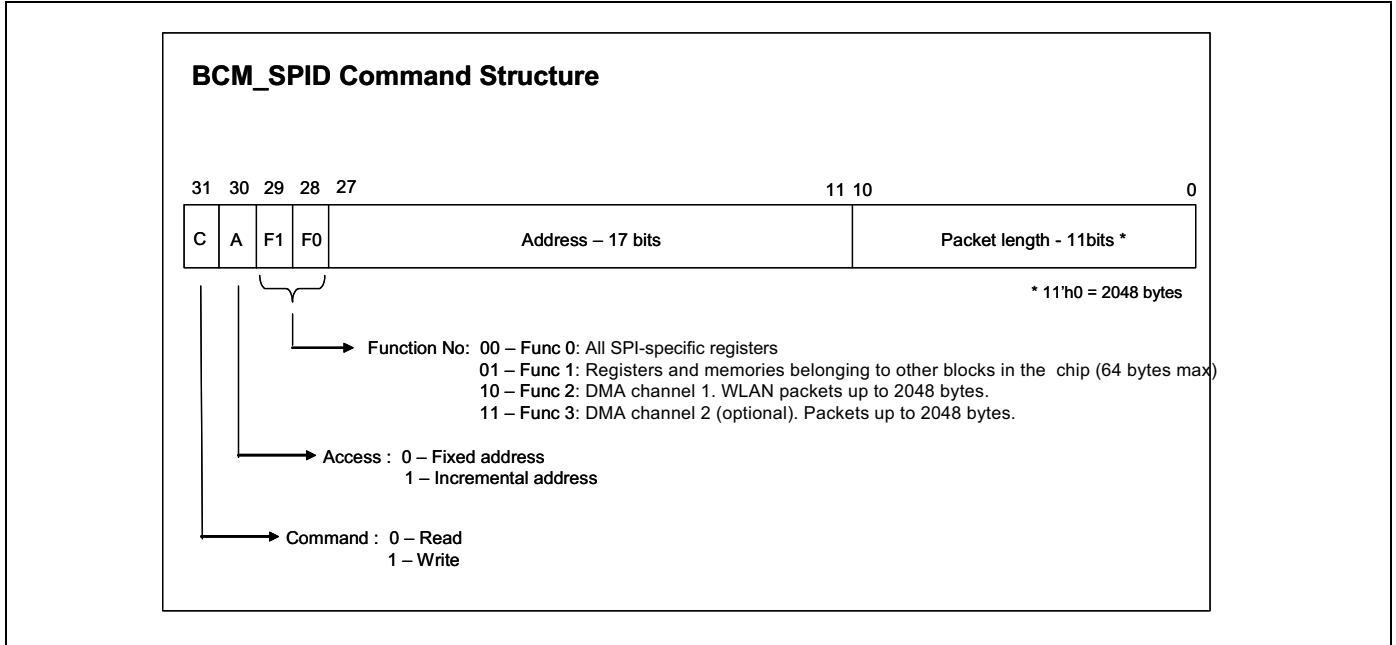 BCM_SPID Command Structure
31 30 29 28 27 11 10 0
C A F1 F0 Address – 17 bits Packet length - 11bits *
* 11'h0 = 2048 bytes
Function No: 00 – Func 0: All SPI-specific registers
01 – Func 1: Registers and memories belonging to other blocks in the chip (64 bytes max)
10 – Func 2: DMA channel 1. WLAN packets up to 2048 bytes.
11 – Func 3: DMA channel 2 (optional). Packets up to 2048 bytes.
Access : 0 – Fixed address
1 – Incremental address
Command : 0 – Read
1 – Write